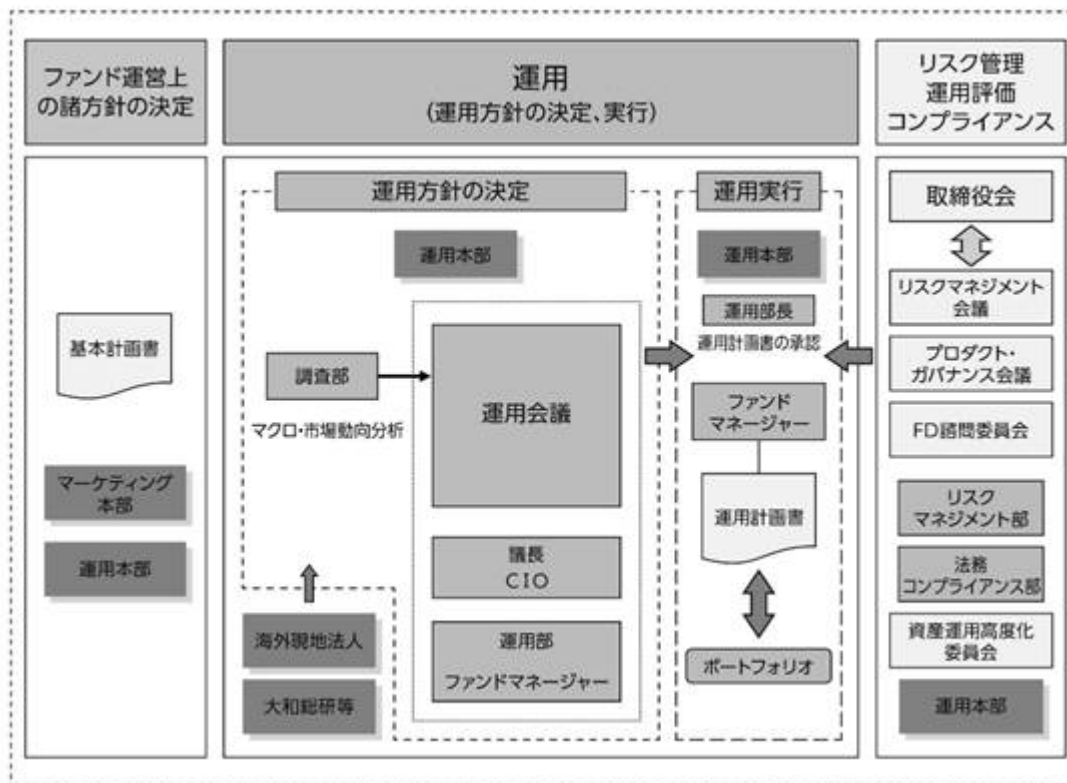 ファンド運営上
の諸方針の決定
運用
(運用方針の決定、実行)
リスク管理
運用評価
コンプライアンス
基本計画書
マーケティング
本部
運用本部
運用方針の決定
運用本部
調査部
マクロ・市場動向分析
運用会議
議長
CIO
運用部
ファンドマネージャー
海外現地法人
大和総研等
運用実行
運用本部
運用部長
運用計画書の承認
ファンド
マネージャー
運用計画書
ポートフォリオ
取締役会
リスクマネジメント
会議
プロダクト・
ガバナンス会議
FD諮問委員会
リスク
マネジメント部
法務
コンプライアンス部
資産運用高度化
委員会
運用本部